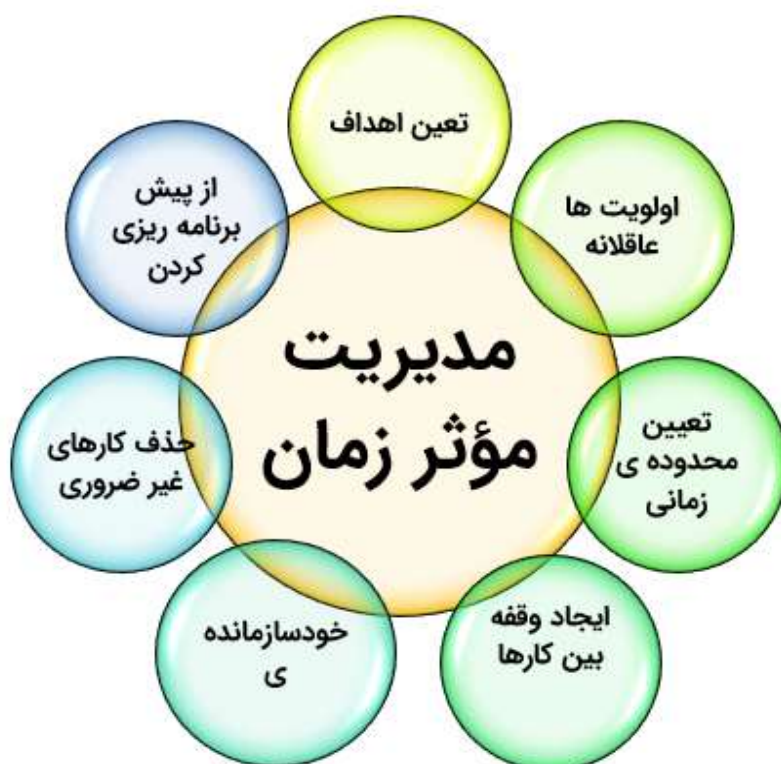 مدیریت
مؤثر زمان
تعین اهداف
اولویت ها
عاقلانه
تعیین
محدوده ی
زمانی
ایجاد وقفه
بین کارها
خودسازمانده
ی
حذف کارهای
غیر ضروری
از پیش
برنامه ریزی
کردن